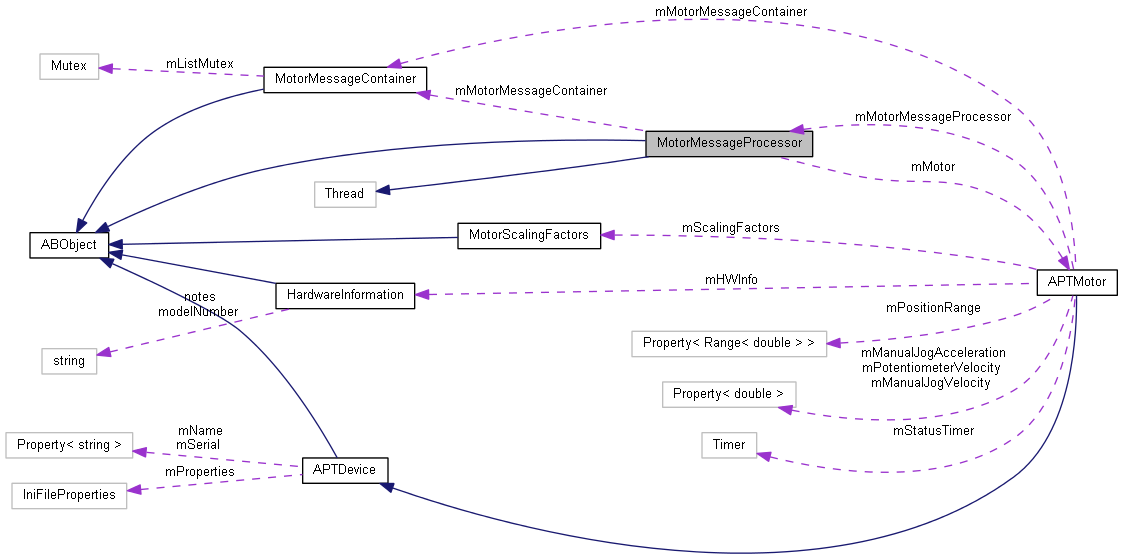 mMotorMessageContainer
Mutex
mListMutex
MotorMessageContainer
mMotorMessageContainer
mMotorMessageProcessor
MotorMessageProcessor
mMotor
Thread
ABObject
MotorScalingFactors
mScalingFactors
APTMotor
mHWInfo
HardwareInformation
notes
modelNumber
mPositionRange
Property< Range< double > >
string
mManualJogAcceleration
mPotentiometerVelocity
mManualJogVelocity
Property< double >
mStatusTimer
Timer
Property< string >
mName
mSerial
APTDevice
mProperties
IniFileProperties